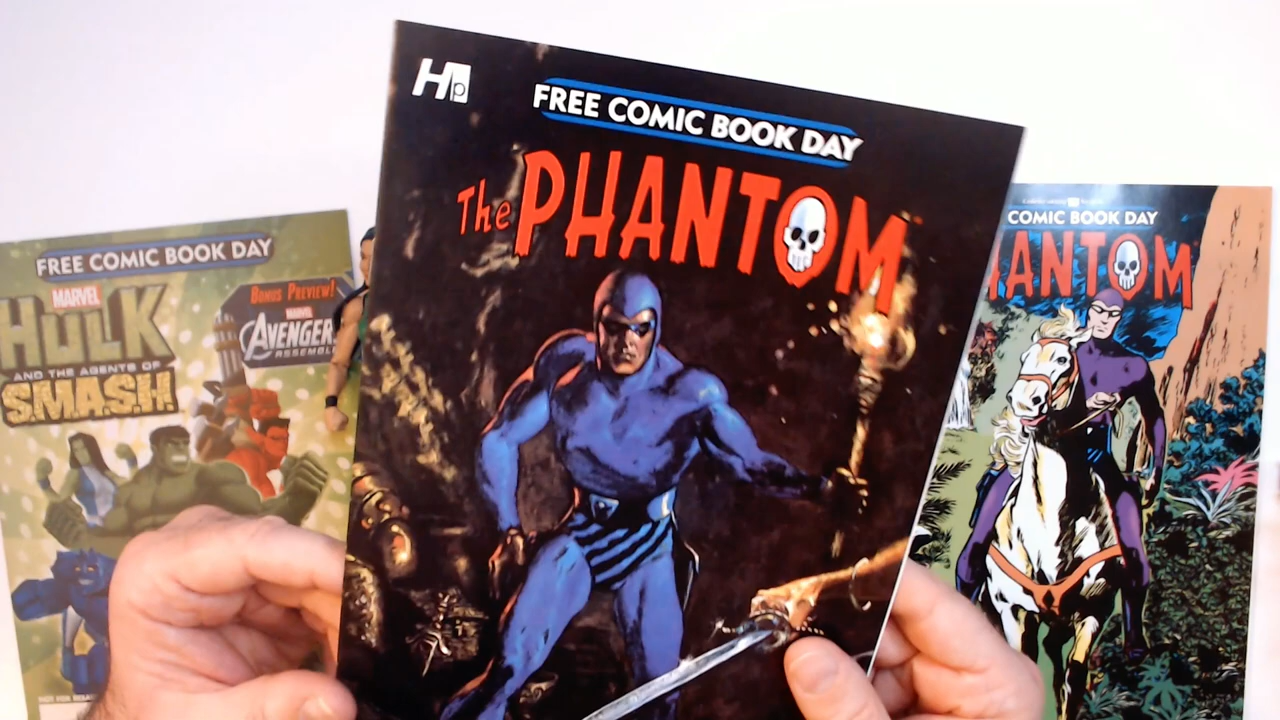 FREE COMIC BOOK DAY
MARVEL
HULK
AND THE AGENTS OF
S.M.A.S.H.
BONUS PREVIEW!
MARVEL
AVENGERS
ASSEMBLE
Hp
FREE COMIC BOOK DAY
The PHANTOM
COMIC BOOK DAY
HANTOM